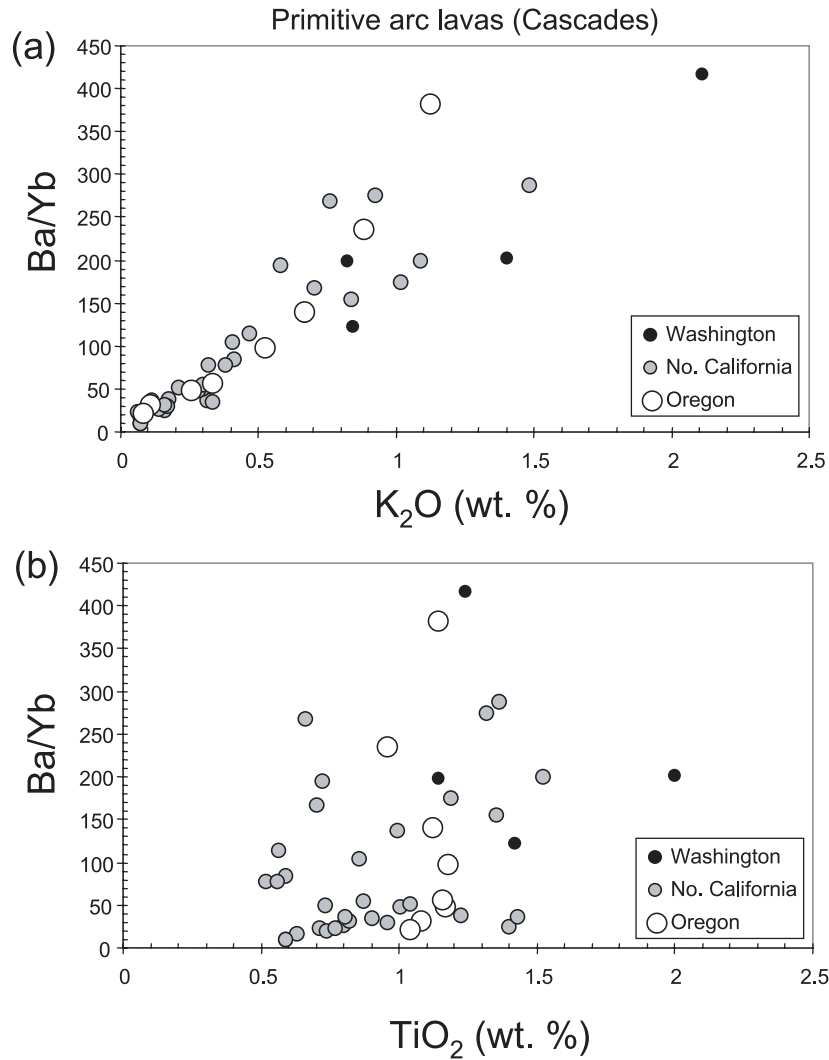 Primitive arc lavas (Cascades)
(a)
450
400
350
300
250
200
150
100
50
0
Ba/Yb
Washington
No. California
Oregon
0 0.5 1 1.5 2 2.5
K₂O (wt. %)
(b)
450
400
350
300
250
200
150
100
50
0
Ba/Yb
Washington
No. California
Oregon
0 0.5 1 1.5 2 2.5
TiO₂ (wt. %)